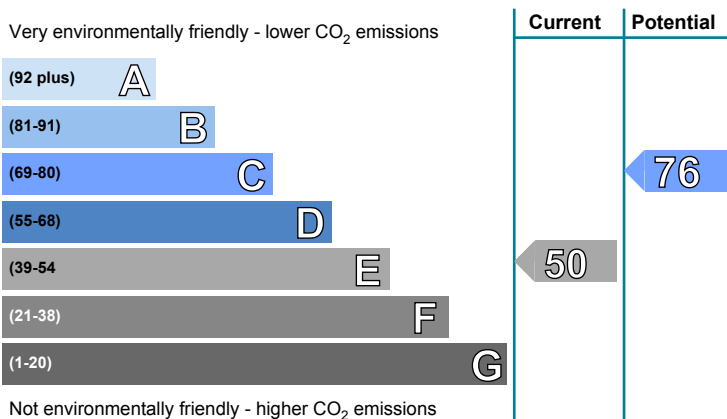 Very environmentally friendly - lower CO2 emissions
Current
Potential
(92 plus) A
(81-91) B
(69-80) C
76
(55-68) D
(39-54 E
50
(21-38) F
(1-20) G
Not environmentally friendly - higher CO2 emissions